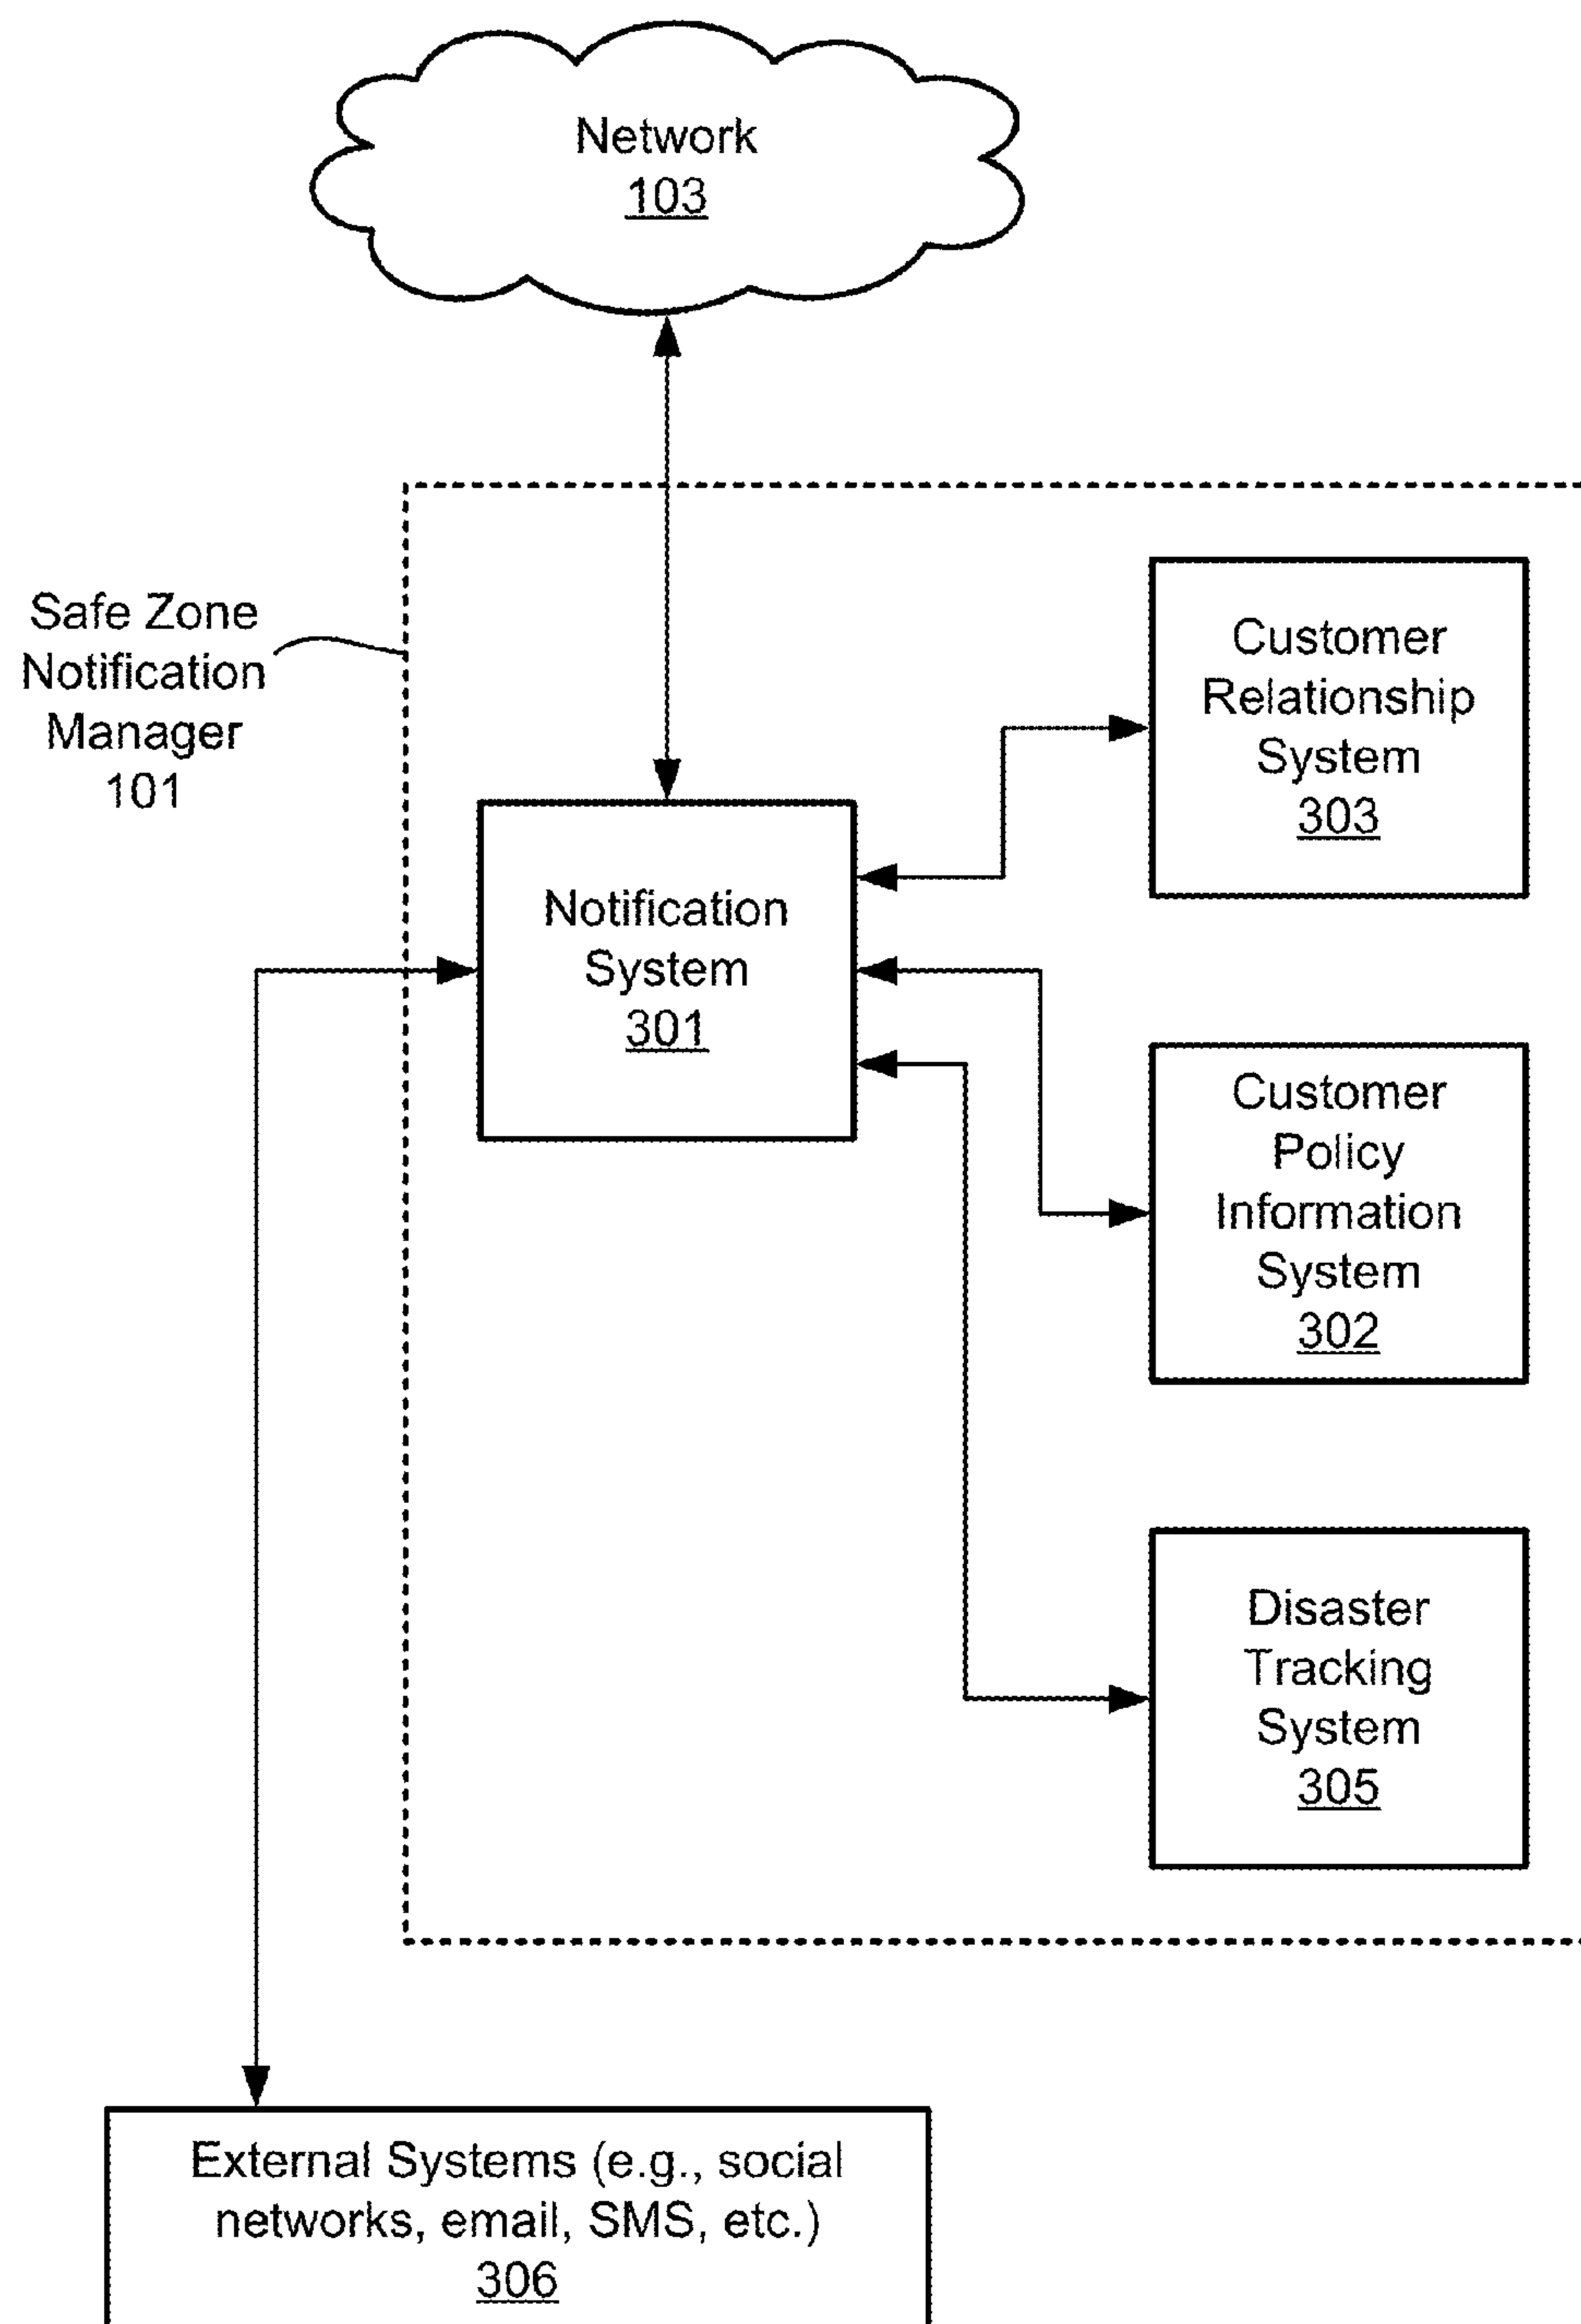 Network
103
Safe Zone
Notification
Manager
101
Customer
Relationship
System
303
Notification
System
301
Customer
Policy
Information
System
302
Disaster
Tracking
System
305
External Systems (e.g., social
networks, email, SMS, etc.)
306